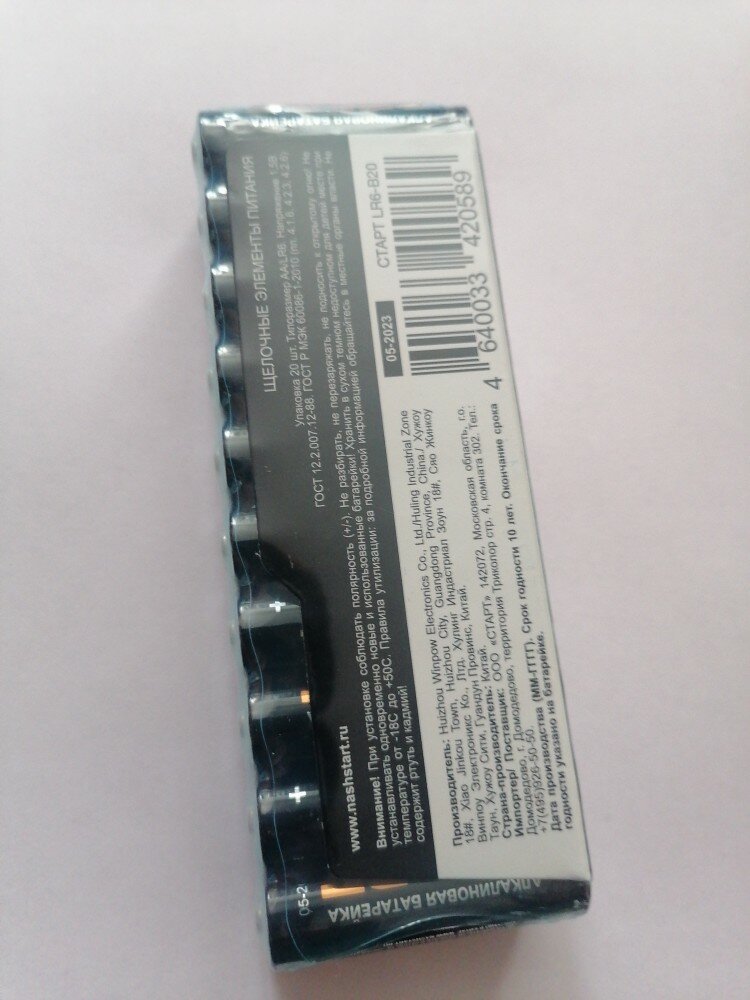 ЩЕЛОЧНЫЕ ЭЛЕМЕНТЫ ПИТАНИЯ
Упаковка 20 шт. Типоразмер AA/LR6. Напряжение 1,5В
ГОСТ 12.2.007.12-88. ГОСТ Р МЭК 60086-1-2010 (пп. 4.1.6, 4.2.3, 4.2.6)
www.nashstart.ru
Внимание! При установке соблюдать полярность (+/-). Не разбирать, не перезаряжать, не подносить к открытому огню! Не
устанавливать одновременно новые и использованные батарейки! Хранить в сухом темном недоступном для детей месте при
температуре от -18С до +50С. Правила утилизации: за подробной информацией обращайтесь в местные органы власти. Не
содержит ртуть и кадмий!
05-2023
СТАРТ LR6-B20
4 640033 420589
Производитель: Huizhou Winpow Electronics Co., Ltd./Huling Industrial Zone
18#, Xiao Jinkou Town, Huizhou City, Guangdong Province, China./ Хужоу
Винпоу Электроникс Ко., Лтд. Хулинг Индастриал Зоун 18#, Сяо Жинкоу
Таун, Хужоу Сити, Гуандун Провинс, Китай.
Страна-производитель: Китай.
Импортер/ Поставщик: ООО «СТАРТ» 142072, Московская область, г.о.
Домодедово, г. Домодедово, территория Трикопор стр. 4, комната 302. Тел.:
+7(495)926-50-50.
Дата производства (ММ-ГГГГ). Срок годности 10 лет. Окончание срока
годности указано на батарейке.
АЛКАЛИНОВАЯ БАТАРЕЙКА
АЛКАЛИНОВАЯ БАТАРЕЙКА
+
+
05-2